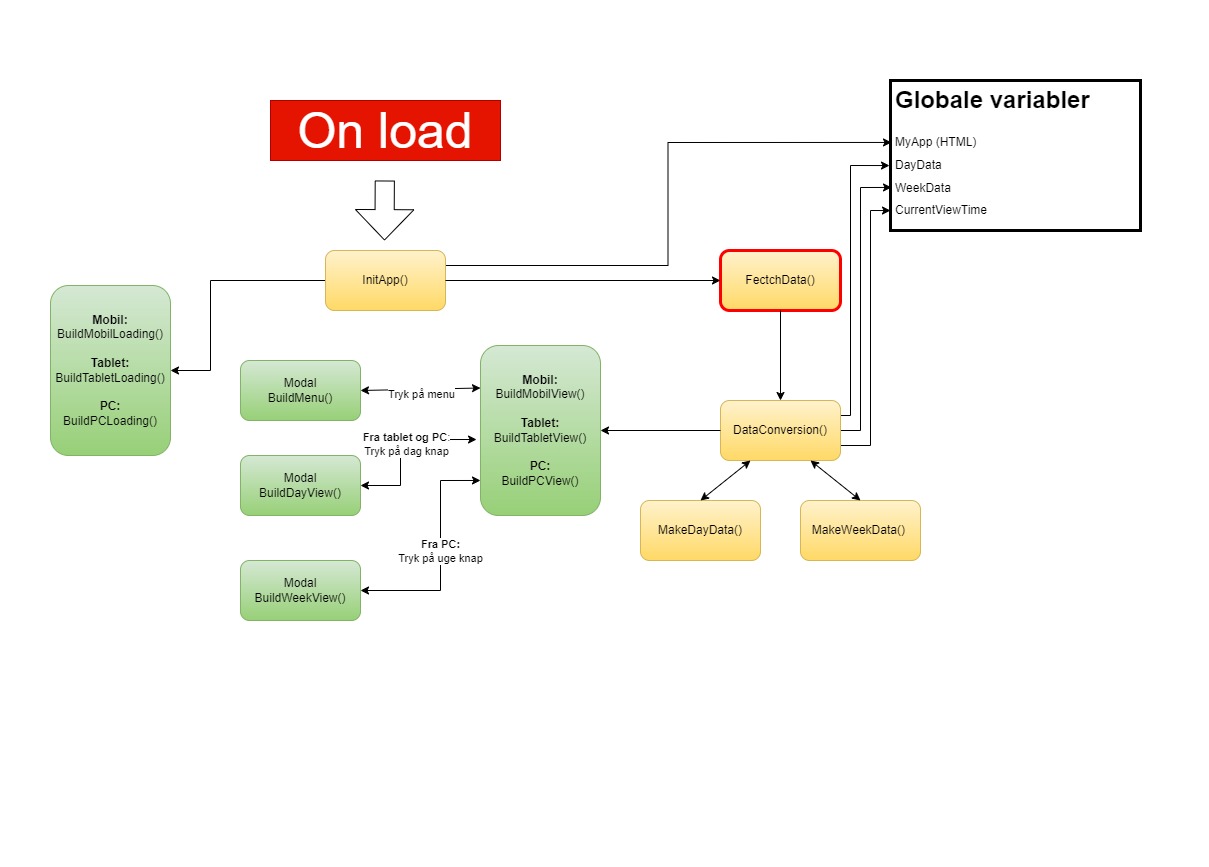 On load
Globale variabler
MyApp (HTML)
DayData
WeekData
CurrentViewTime
InitApp()
FectchData()
Mobil:
BuildMobilLoading()
Tablet:
BuildTabletLoading()
PC:
BuildPCLoading()
Modal
BuildMenu()
Tryk på menu
Mobil:
BuildMobilView()
Tablet:
BuildTabletView()
PC:
BuildPCView()
DataConversion()
Fra tablet og PC:
Tryk på dag knap
Modal
BuildDayView()
MakeDayData()
MakeWeekData()
Fra PC:
Tryk på uge knap
Modal
BuildWeekView()